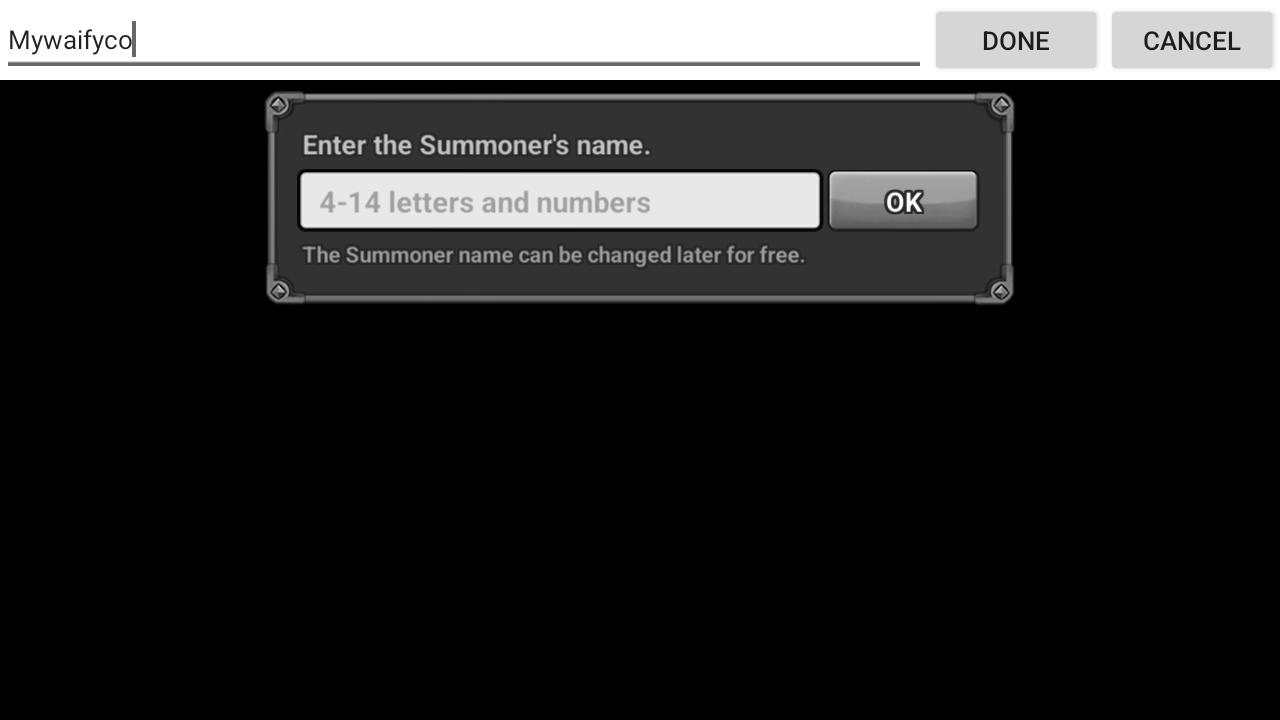 Mywaifyco
DONE
CANCEL
Enter the Summoner's name.
4-14 letters and numbers
OK
The Summoner name can be changed later for free.